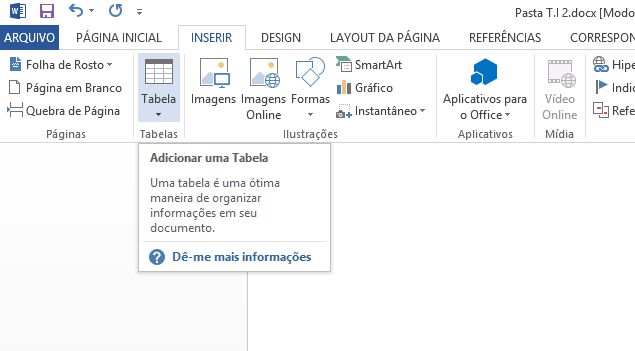 Pasta T.I 2.docx [Modo
ARQUIVO PÁGINA INICIAL INSERIR DESIGN LAYOUT DA PÁGINA REFERÊNCIAS CORRESPON
Folha de Rosto
Página em Branco
Quebra de Página
Páginas
Tabela
Tabelas
Imagens
Imagens
Online
Formas
SmartArt
Gráfico
Instantâneo
Ilustrações
Aplicativos para
o Office
Aplicativos
Vídeo
Online
Mídia
Hipe
Indic
Refe
Adicionar uma Tabela
Uma tabela é uma ótima
maneira de organizar
informações em seu
documento.
Dê-me mais informações